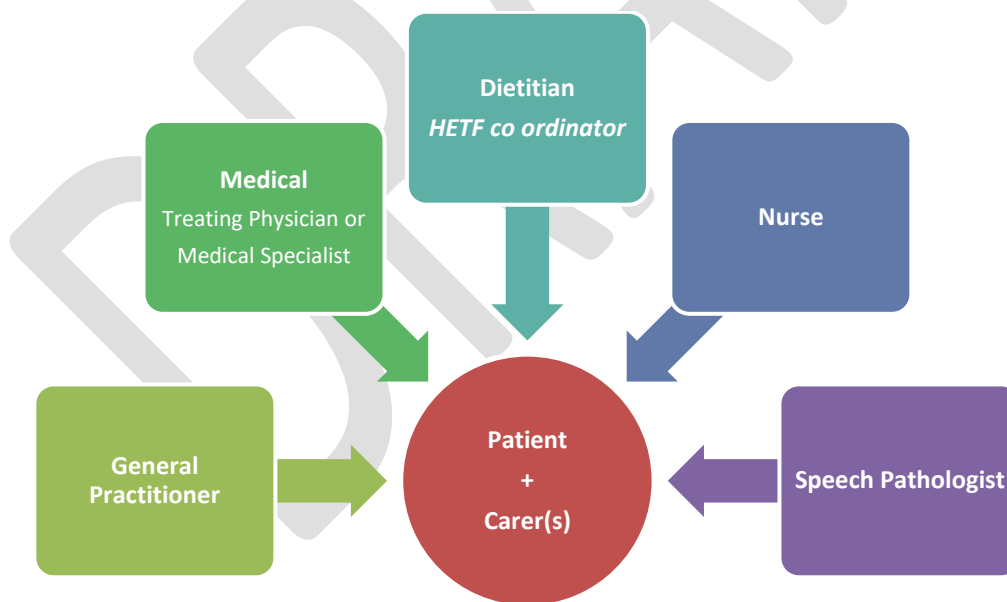 Dietitian
HETF co ordinator
Medical
Treating Physician or
Medical Specialist
Nurse
General
Practitioner
Patient
+
Carer(s)
Speech Pathologist